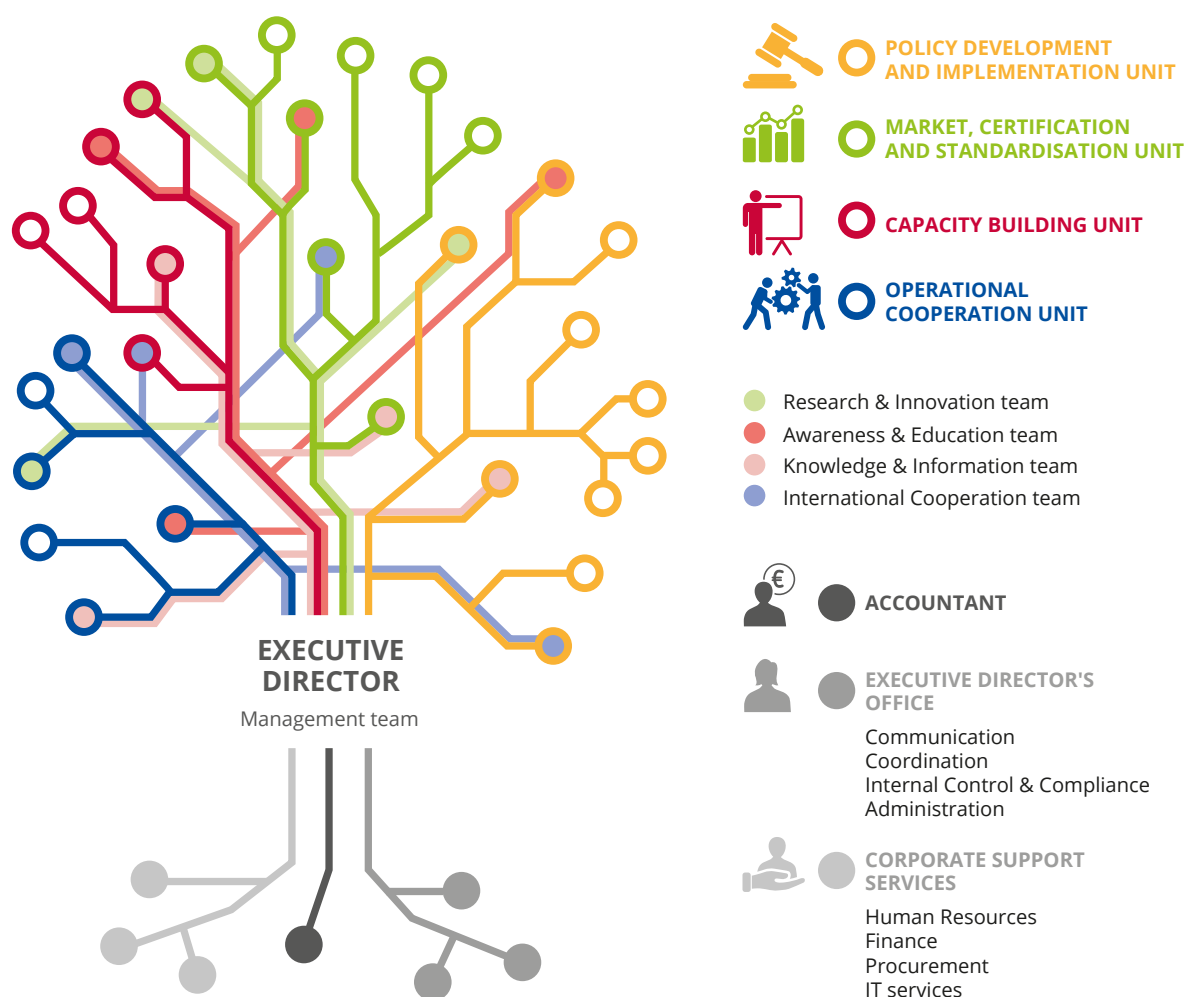 POLICY DEVELOPMENT
AND IMPLEMENTATION UNIT
MARKET, CERTIFICATION
AND STANDARDISATION UNIT
CAPACITY BUILDING UNIT
OPERATIONAL
COOPERATION UNIT
Research & Innovation team
Awareness & Education team
Knowledge & Information team
International Cooperation team
EXECUTIVE
DIRECTOR
Management team
€
ACCOUNTANT
EXECUTIVE DIRECTOR'S
OFFICE
Communication
Coordination
Internal Control & Compliance
Administration
CORPORATE SUPPORT
SERVICES
Human Resources
Finance
Procurement
IT services